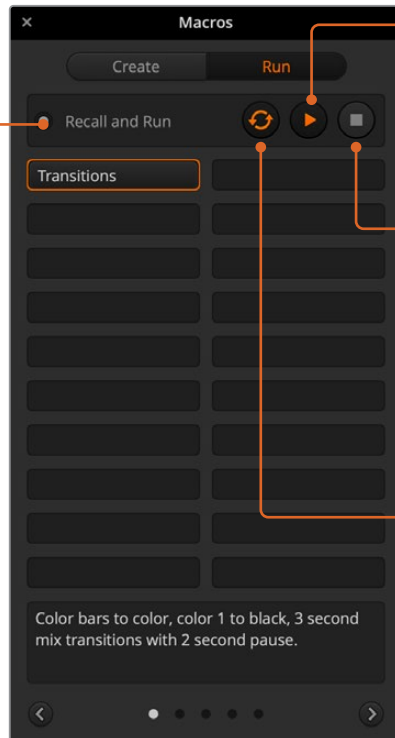 Macros
Create Run
Recall and Run
Transitions
Color bars to color, color 1 to black, 3 second
mix transitions with 2 second pause.